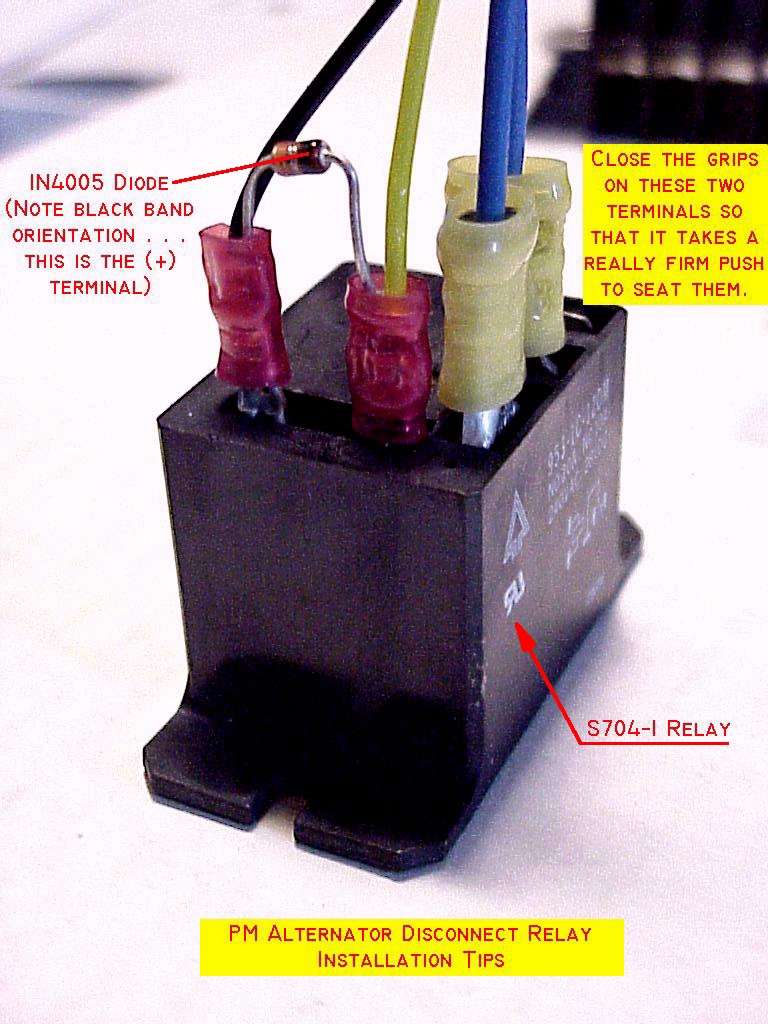 IN4005 DIODE
(NOTE BLACK BAND
ORIENTATION . . .
THIS IS THE (+)
TERMINAL)
CLOSE THE GRIPS
ON THESE TWO
TERMINALS SO
THAT IT TAKES A
REALLY FIRM PUSH
TO SEAT THEM.
S704-1 RELAY
PM ALTERNATOR DISCONNECT RELAY
INSTALLATION TIPS